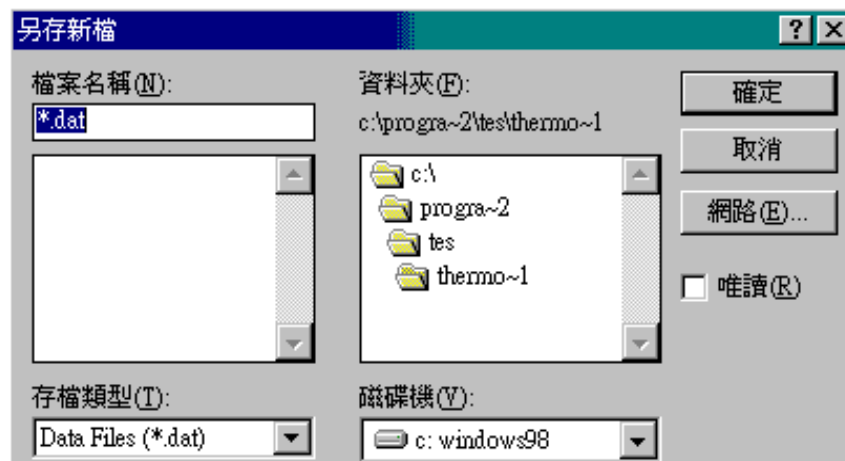 另存新檔
檔案名稱(N):
*.dat
資料夾(F):
c:\progra~2\tes\thermo~1
c:\
progra~2
tes
thermo~1
確定
取消
網路(E)...
唯讀(R)
存檔類型(T):
Data Files (*.dat)
磁碟機(V):
c: windows98